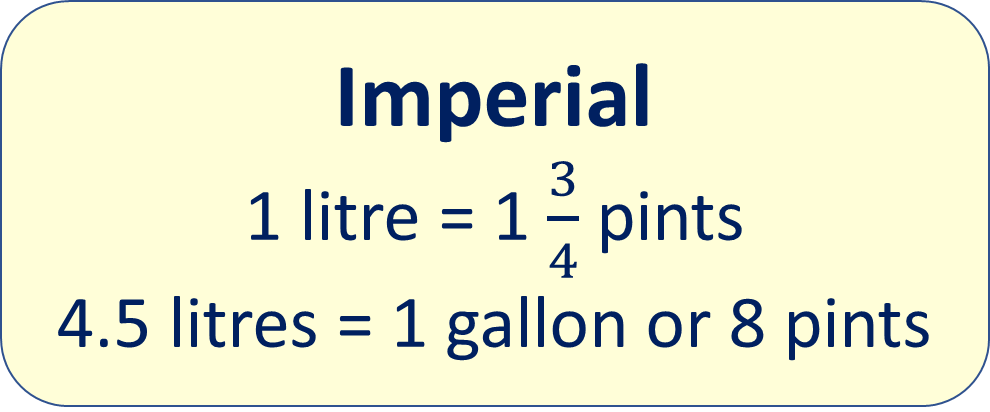 Imperial
1 litre = 1 3/4 pints
4.5 litres = 1 gallon or 8 pints